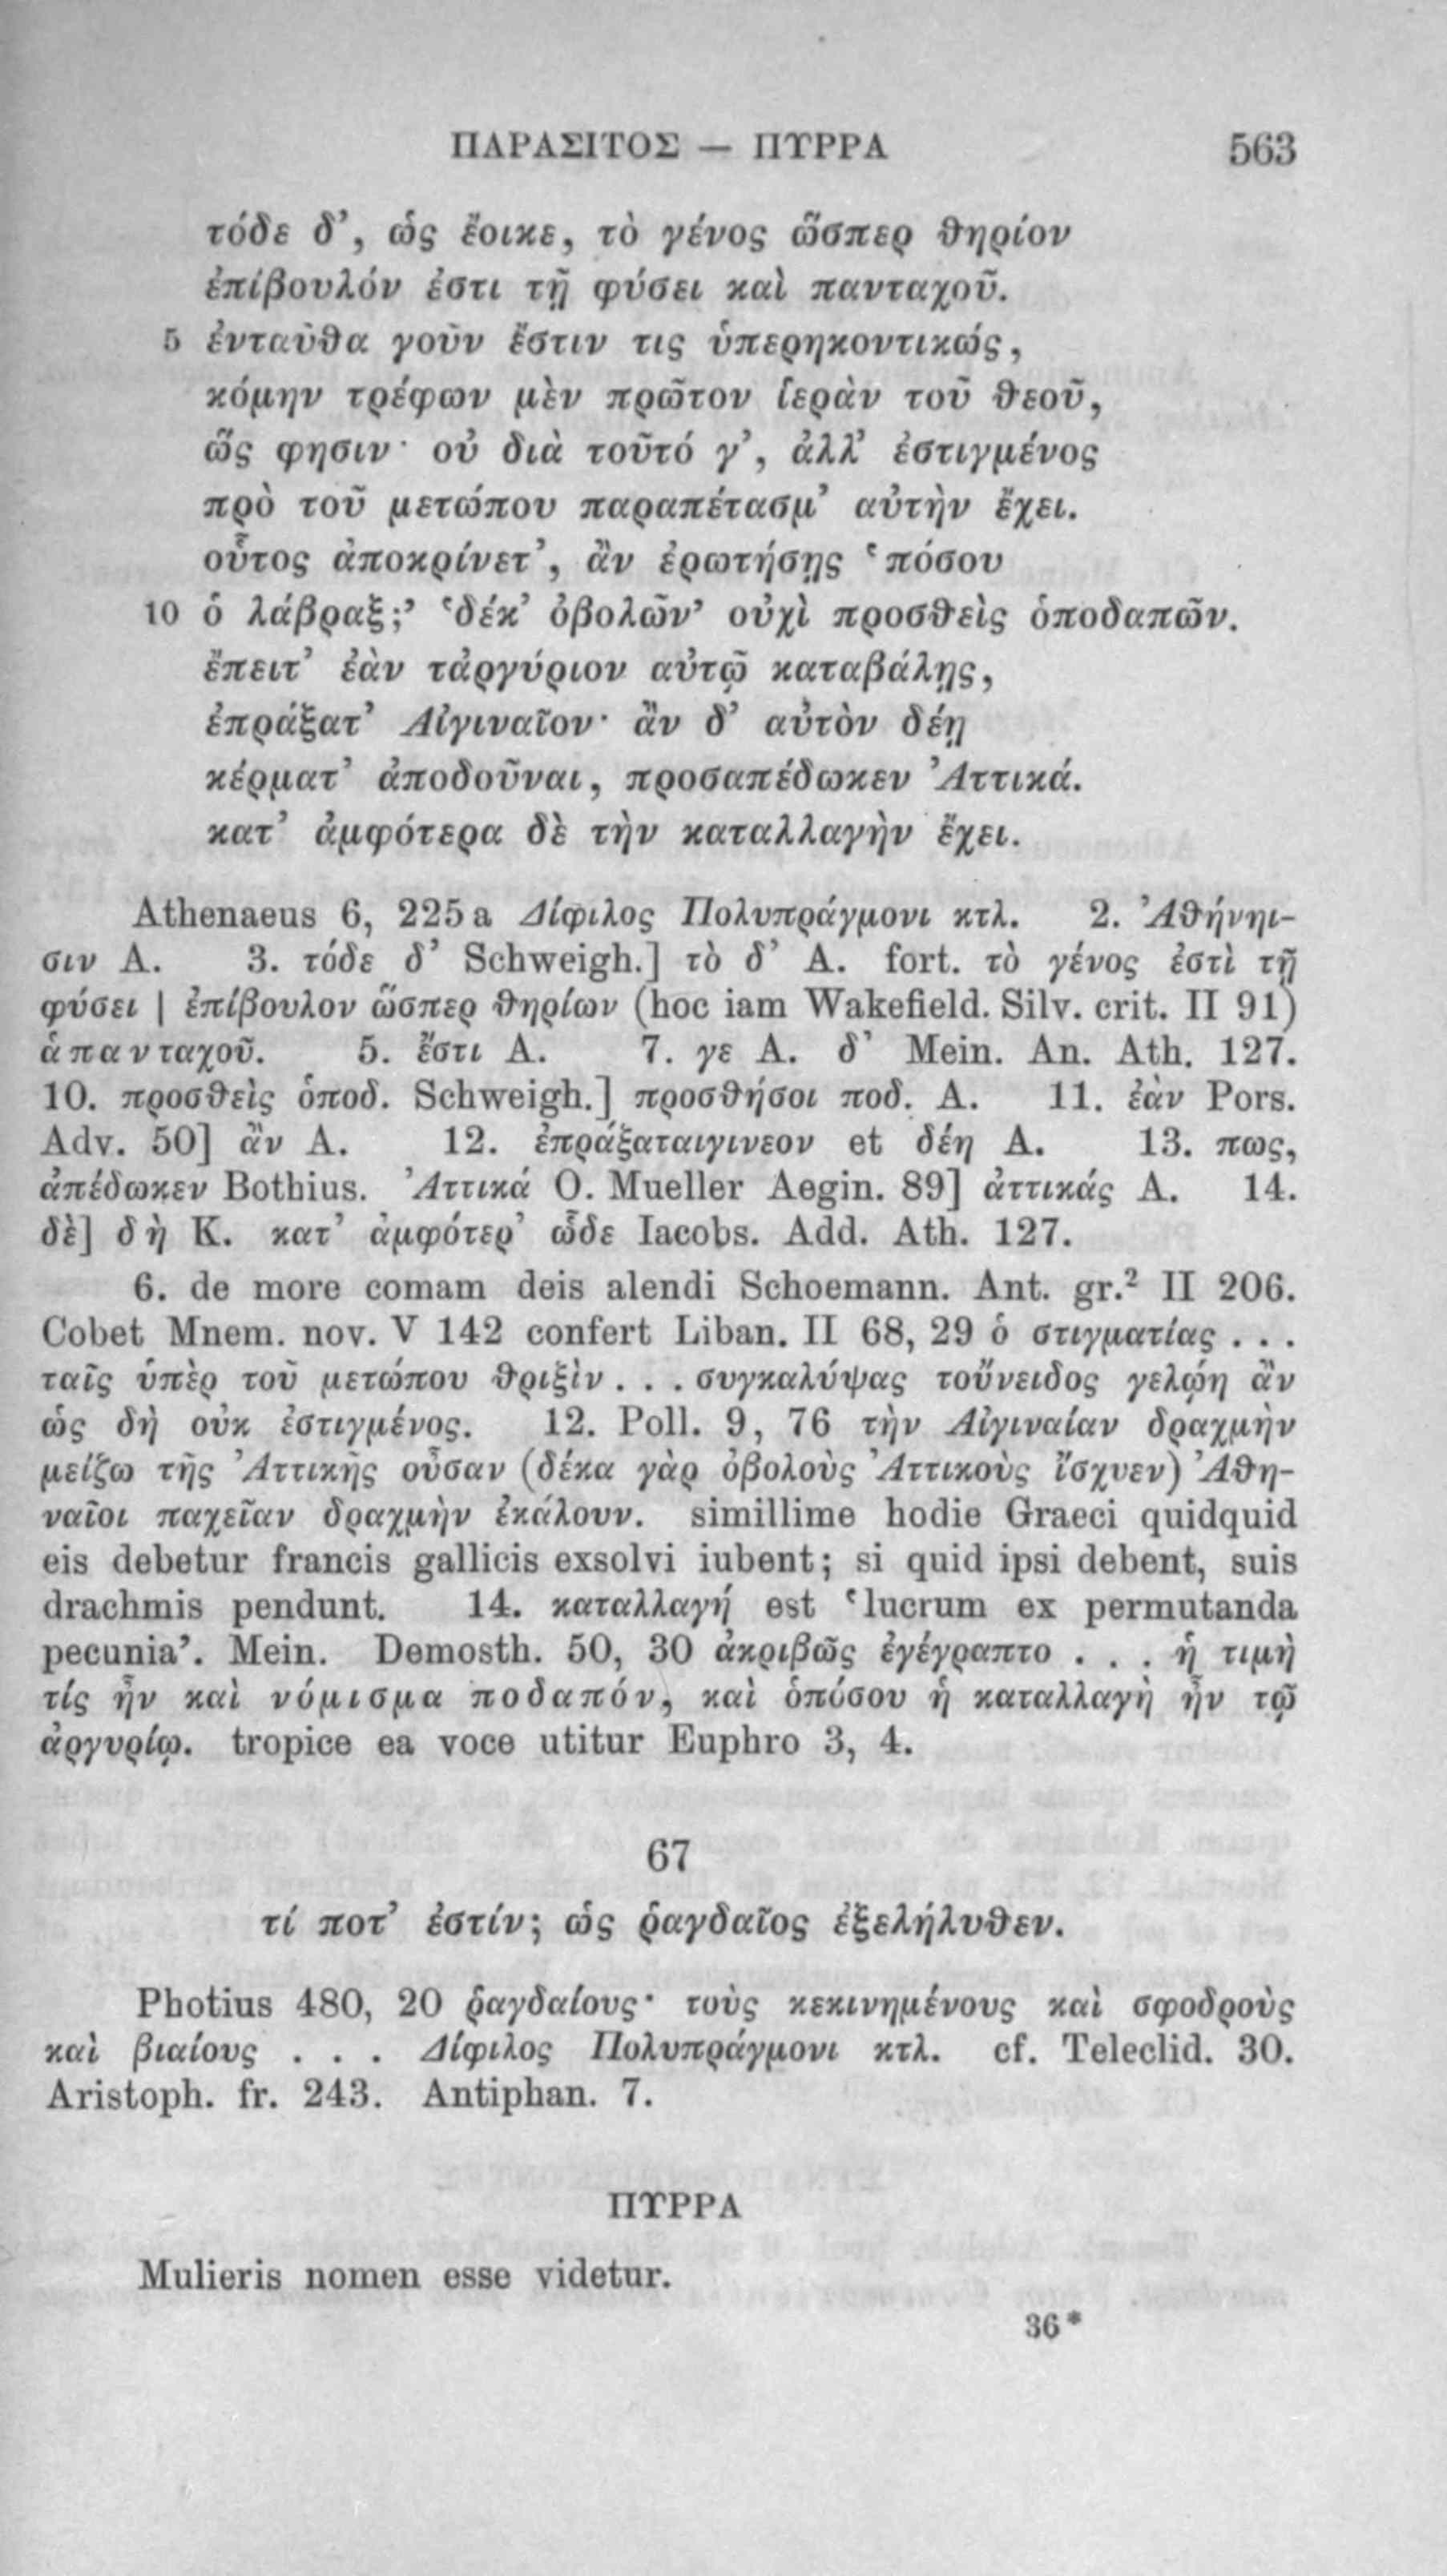 ΠΑΡΑΣΙΤΟΣ — ΠΥΡΡΑ 563
τόδε δ’, ὡς ἔοικε, τὸ γένος ὥσπερ θηρίον
ἐπίβουλόν ἐστι τῇ φύσει καὶ πανταχοῦ.
5 ἐνταῦθα γοῦν ἔστιν τις ὑπερηκοντικώς,
κόμην τρέφων μὲν πρῶτον ἱερὰν τοῦ θεοῦ,
ὥς φησιν· οὐ διὰ τοῦτό γ’, ἀλλ’ ἐστιγμένος
πρὸ τοῦ μετώπου παραπέτασμ’ αὐτὴν ἔχει.
οὗτος ἀποκρίνετ’, ἂν ἐρωτήσῃς ‘πόσου
10 ὁ λάβραξ;’ ‘δέκ’ ὀβολῶν’ οὐχὶ προσθεὶς ὁποδαπῶν.
ἔπειτ’ ἐὰν τἀργύριον αὐτῷ καταβάλῃς,
ἐπράξατ’ Αἰγιναῖον· ἂν δ’ αὐτὸν δέῃ
κέρματ’ ἀποδοῦναι, προσαπέδωκεν Ἀττικά.
κατ’ ἀμφότερα δὲ τὴν καταλλαγὴν ἔχει.
Athenaeus 6, 225a Δίφιλος Πολυπράγμονι κτλ. 2. Ἀθήνηι-
σιν A. 3. τόδε δ’ Schweigh.] τὸ δ’ A. fort. τὸ γένος ἐστὶ τῇ
φύσει | ἐπίβουλον ὥσπερ θηρίων (hoc iam Wakefield. Silv. crit. II 91)
ἁπανταχοῦ. 5. ἔστι A. 7. γε A. δ’ Mein. An. Ath. 127.
10. προσθεὶς ὁποδ. Schweigh.] προσθήσοι ποδ. A. 11. ἐὰν Pors.
Adv. 50] ἂν A. 12. ἐπράξαταιγινεον et δέη A. 13. πως,
ἀπέδωκεν Bothius. Ἀττικά O. Mueller Aegin. 89] ἀττικάς A. 14.
δὲ] δὴ K. κατ’ ἀμφότερ’ ὧδε Iacobs. Add. Ath. 127.
6. de more comam deis alendi Schoemann. Ant. gr.² II 206.
Cobet Mnem. nov. V 142 confert Liban. II 68, 29 ὁ στιγματίας . . .
ταῖς ὑπὲρ τοῦ μετώπου θριξὶν . . . συγκαλύψας τοὔνειδος γελῴη ἂν
ὡς δὴ οὐκ ἐστιγμένος. 12. Poll. 9, 76 τὴν Αἰγιναίαν δραχμὴν
μείζω τῆς Ἀττικῆς οὖσαν (δέκα γὰρ ὀβολοὺς Ἀττικοὺς ἴσχυεν) Ἀθη-
ναῖοι παχεῖαν δραχμὴν ἐκάλουν. simillime hodie Graeci quidquid
eis debetur francis gallicis exsolvi iubent; si quid ipsi debent, suis
drachmis pendunt. 14. καταλλαγή est ‘lucrum ex permutanda
pecunia’. Mein. Demosth. 50, 30 ἀκριβῶς ἐγέγραπτο . . . ἡ τιμὴ
τίς ἦν καὶ νόμισμα ποδαπόν, καὶ ὁπόσου ἡ καταλλαγὴ ἦν τῷ
ἀργυρίῳ. tropice ea voce utitur Euphro 3, 4.
67
τί ποτ’ ἐστίν; ὡς ῥαγδαῖος ἐξελήλυθεν.
Photius 480, 20 ῥαγδαίους· τοὺς κεκινημένους καὶ σφοδροὺς
καὶ βιαίους . . . Δίφιλος Πολυπράγμονι κτλ. cf. Teleclid. 30.
Aristoph. fr. 243. Antiphan. 7.
ΠΥΡΡΑ
Mulieris nomen esse videtur.
36*